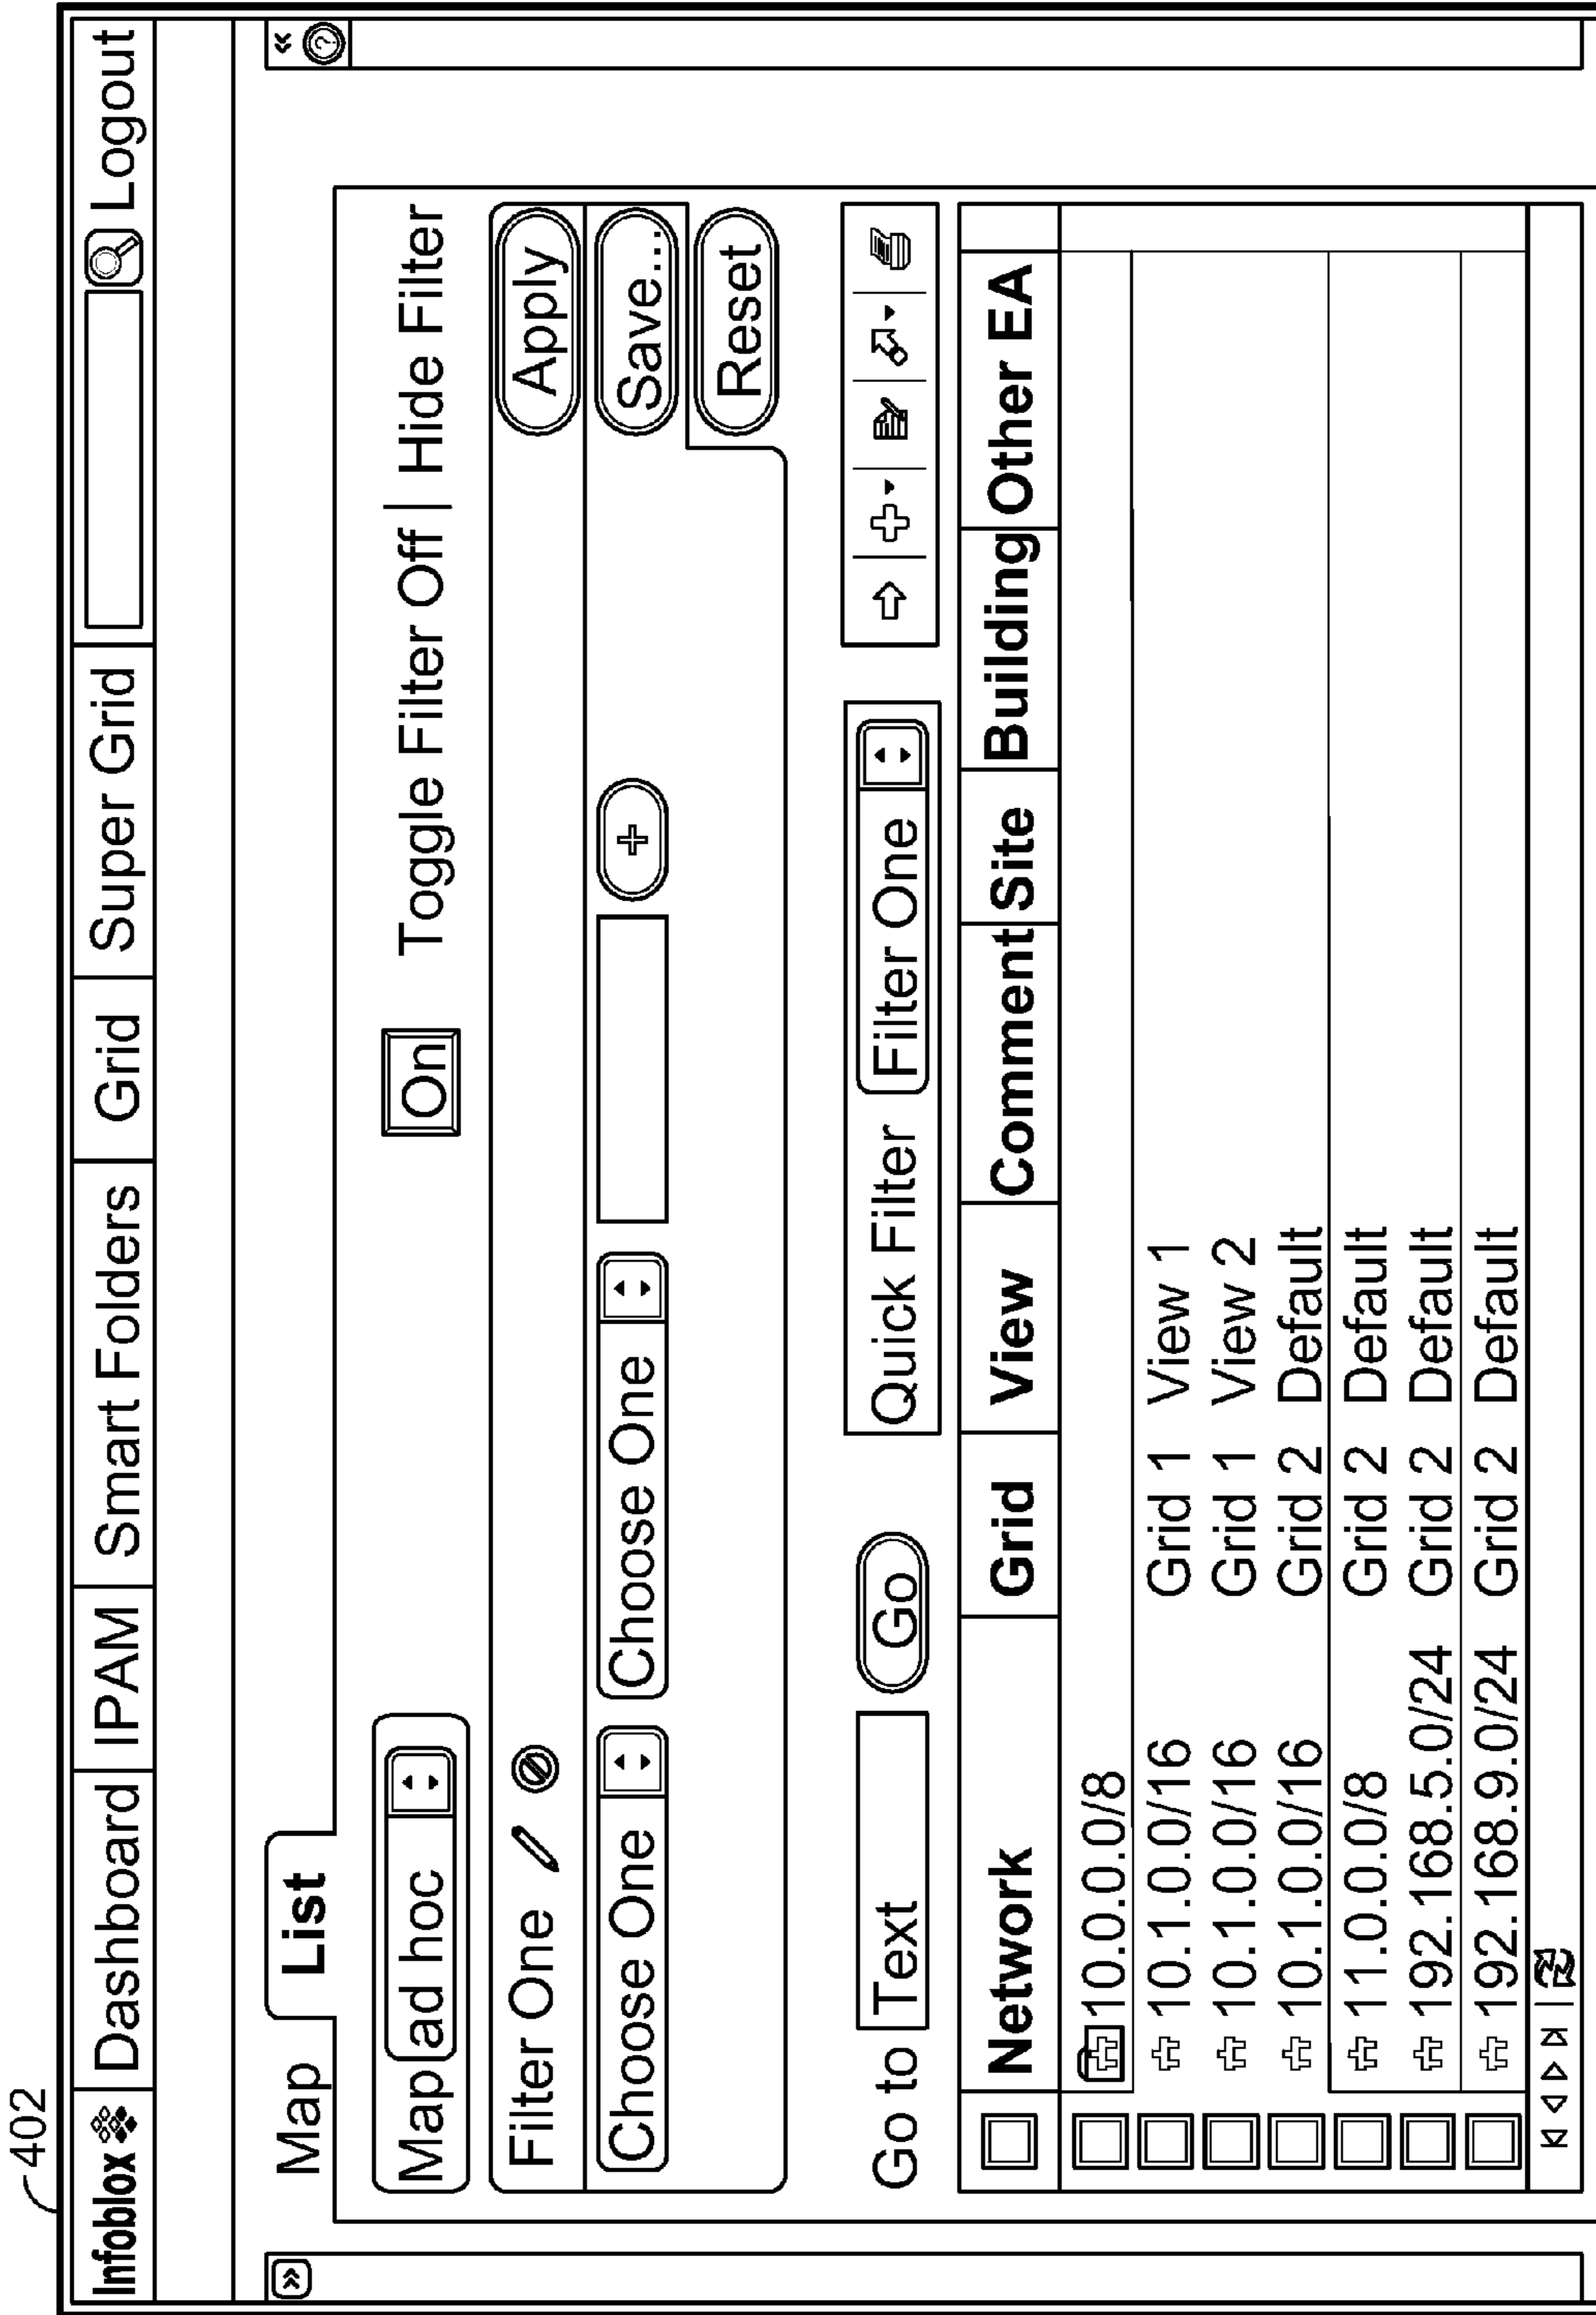 402
Infoblox Dashboard IPAM Smart Folders Grid Super Grid Logout
?
Map List
Map ad hoc On Toggle Filter Off | Hide Filter
Filter One Apply
Choose One Choose One + Save...
Reset
Go to Text Go Quick Filter Filter One
Network Grid View Comment Site Building Other EA
10.0.0.0/8
10.1.0.0/16 Grid 1 View 1
10.1.0.0/16 Grid 1 View 2
10.1.0.0/16 Grid 2 Default
11.0.0.0/8 Grid 2 Default
192.168.5.0/24 Grid 2 Default
192.168.9.0/24 Grid 2 Default